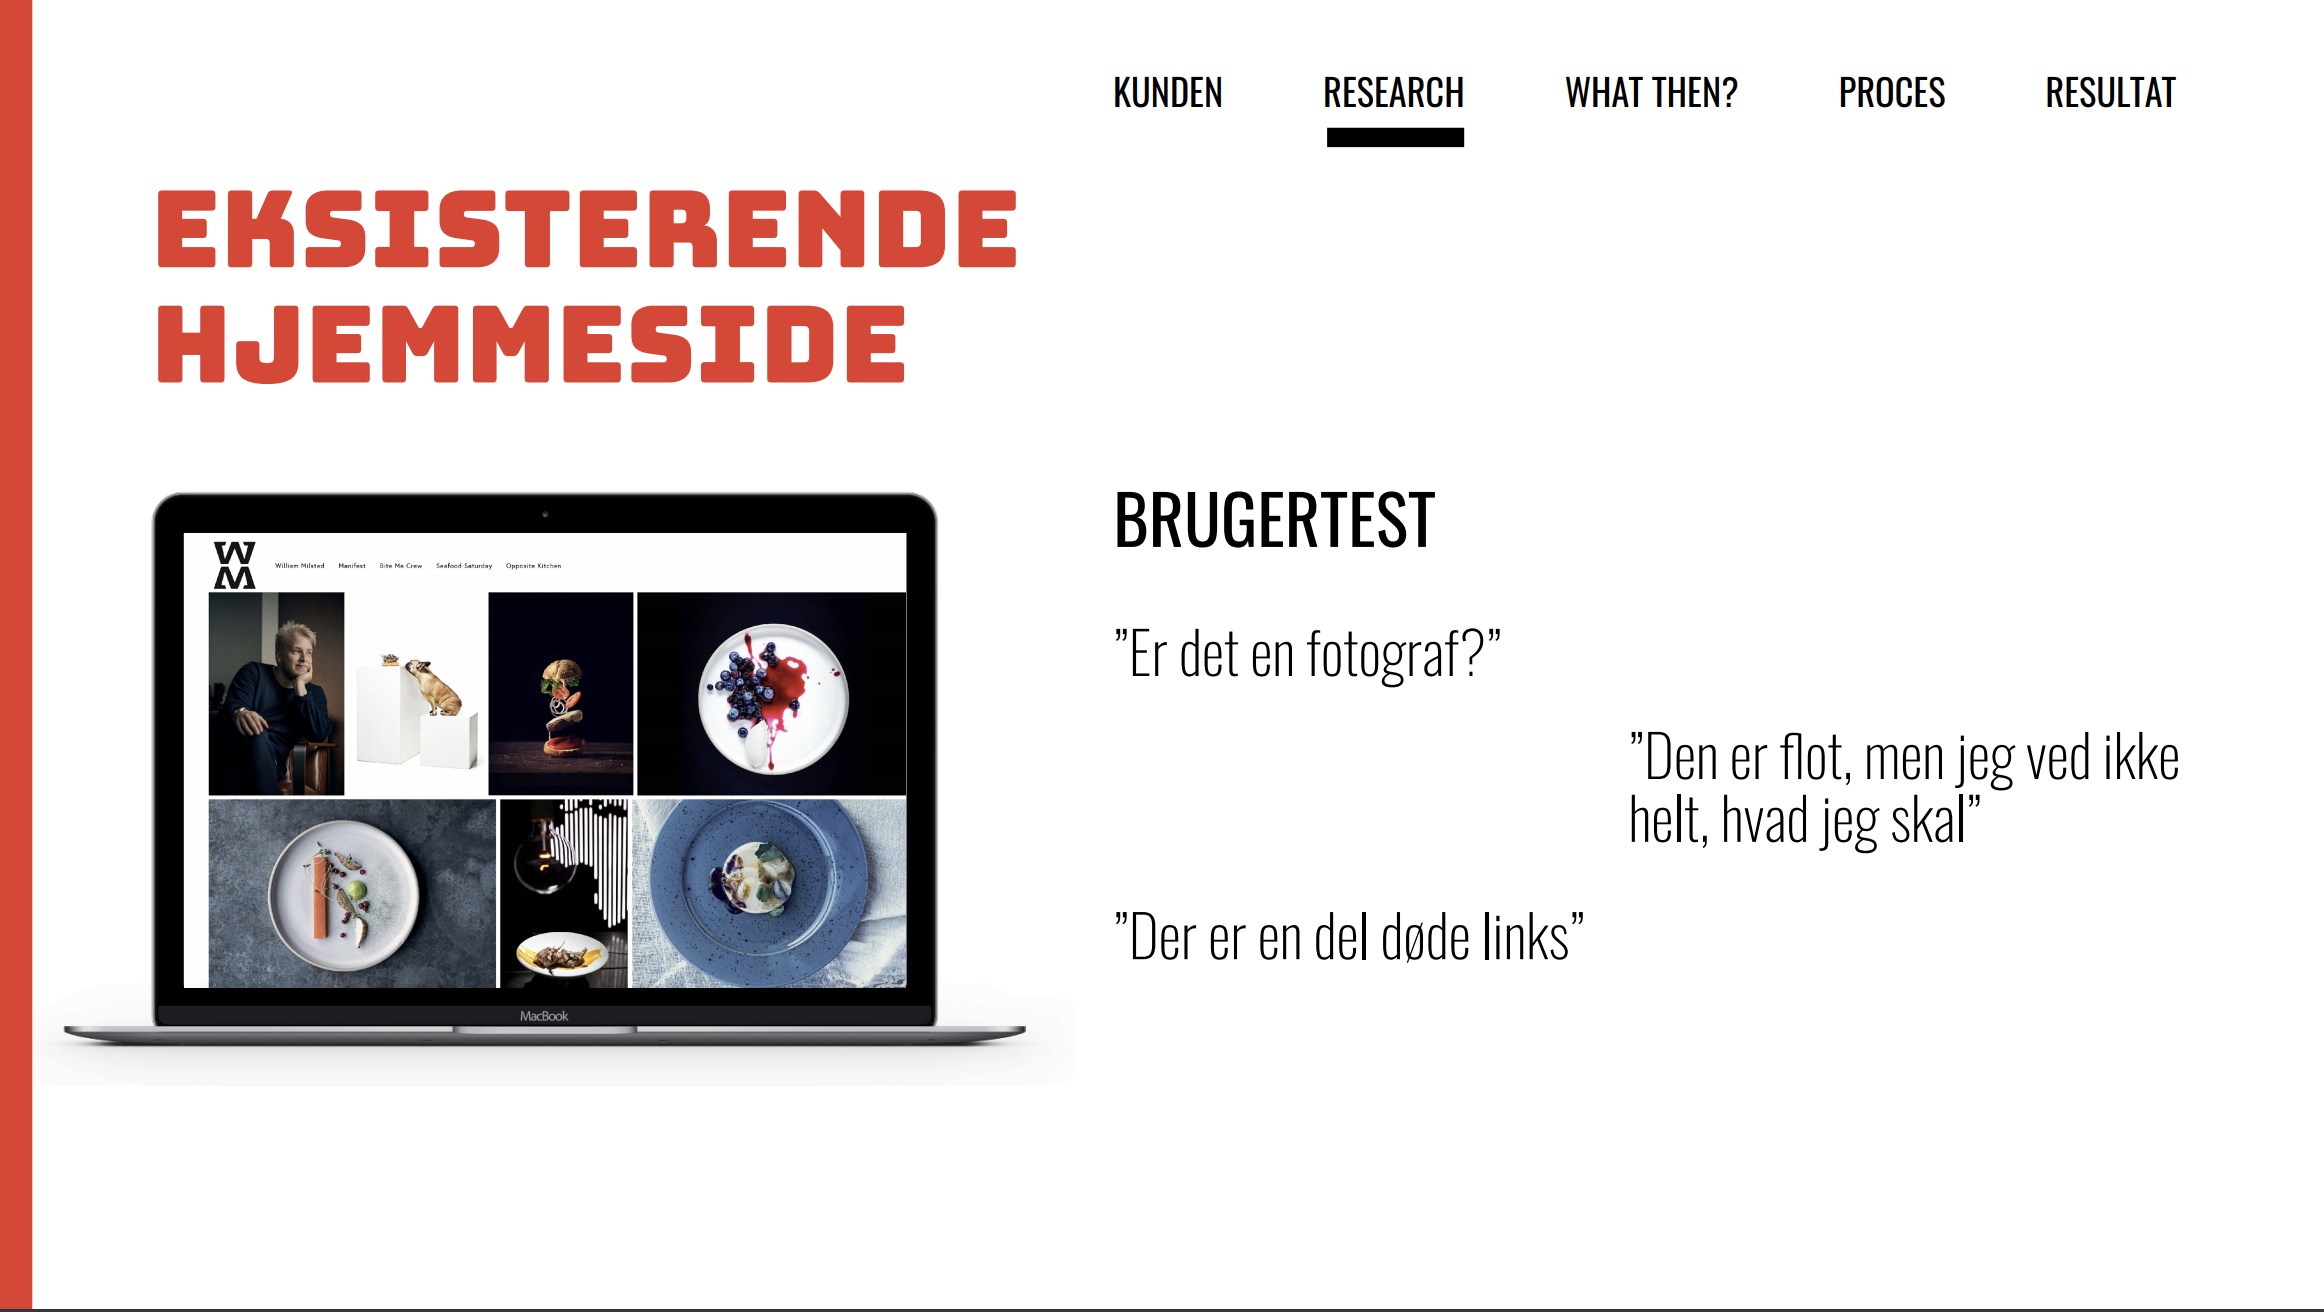 KUNDEN RESEARCH WHAT THEN? PROCES RESULTAT
EKSISTERENDE
HJEMMESIDE
WM
William Milsted Manifest Bite Me Crew Seafood Saturday Opposite Kitchen
MacBook
BRUGERTEST
”Er det en fotograf?”
”Den er flot, men jeg ved ikke
helt, hvad jeg skal”
”Der er en del døde links”